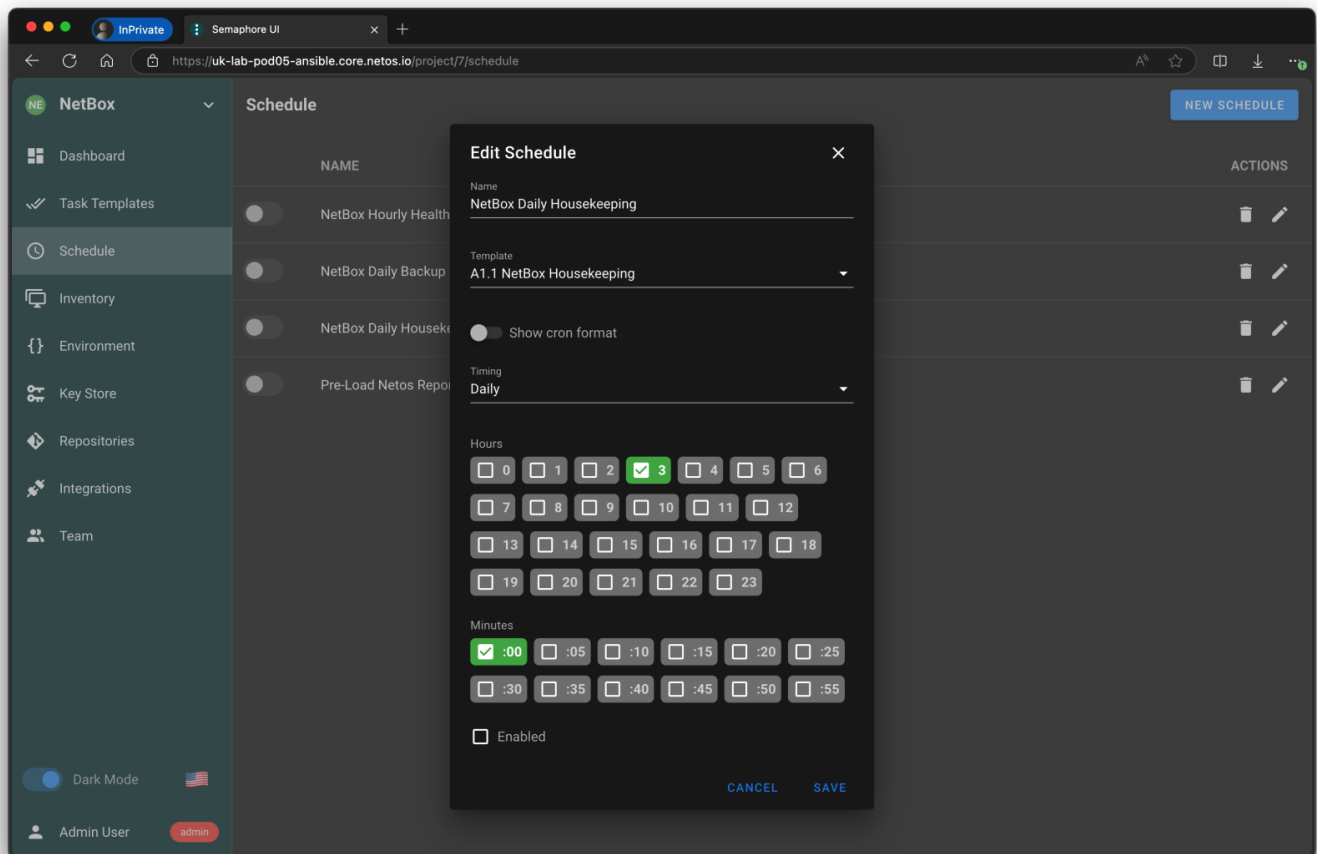 InPrivate
Semaphore UI
https://uk-lab-pod05-ansible.core.netos.io/project/7/schedule
NE NetBox
Dashboard
Task Templates
Schedule
Inventory
Environment
Key Store
Repositories
Integrations
Team
Dark Mode
Admin User admin
Schedule
NEW SCHEDULE
NAME ACTIONS
NetBox Hourly Health
NetBox Daily Backup
NetBox Daily Houseke
Pre-Load Netos Repo
Edit Schedule
Name
NetBox Daily Housekeeping
Template
A1.1 NetBox Housekeeping
Show cron format
Timing
Daily
Hours
0 1 2 3 4 5 6
7 8 9 10 11 12
13 14 15 16 17 18
19 20 21 22 23
Minutes
:00 :05 :10 :15 :20 :25
:30 :35 :40 :45 :50 :55
Enabled
CANCEL SAVE